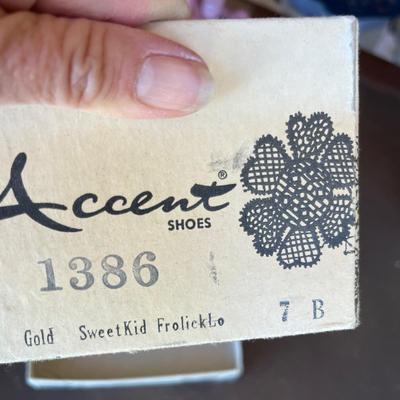 Accent®
SHOES
1386
Gold SweetKid FrolickLo 7 B